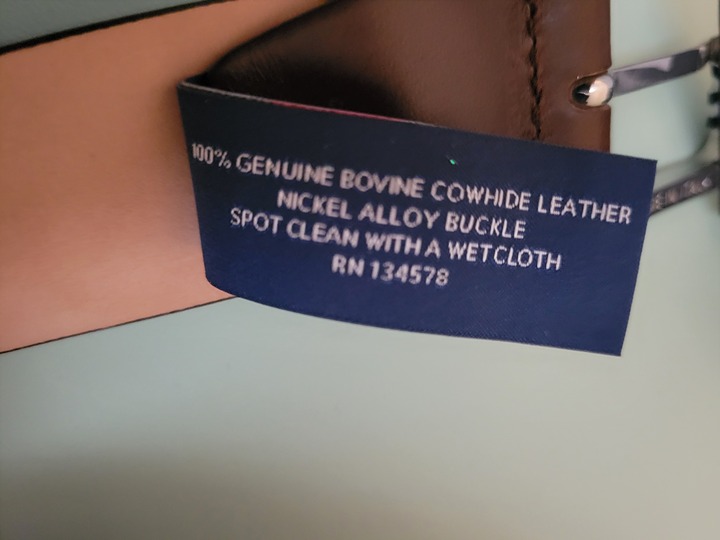 100% GENUINE BOVINE COWHIDE LEATHER
NICKEL ALLOY BUCKLE
SPOT CLEAN WITH A WETCLOTH
RN 134578